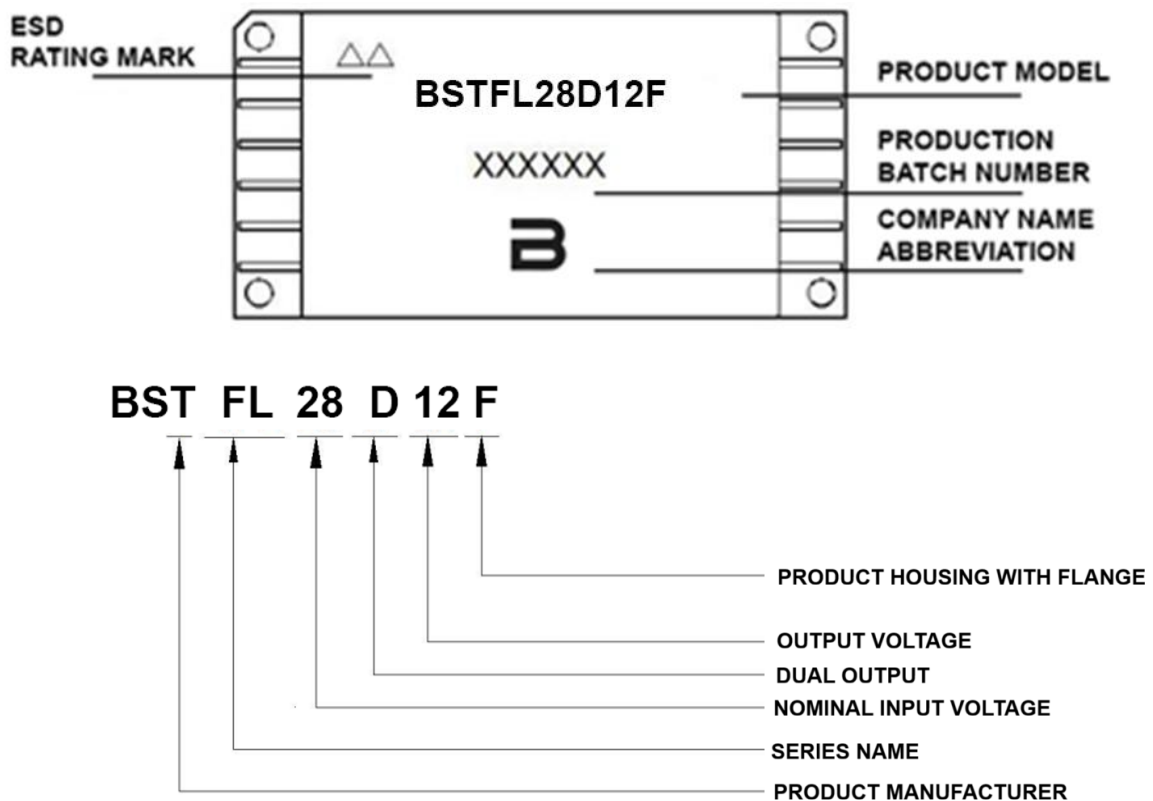 ESD
RATING MARK
△△
BSTFL28D12F
PRODUCT MODEL
XXXXXX
PRODUCTION
BATCH NUMBER
B
COMPANY NAME
ABBREVIATION
BST FL 28 D 12 F
PRODUCT HOUSING WITH FLANGE
OUTPUT VOLTAGE
DUAL OUTPUT
NOMINAL INPUT VOLTAGE
SERIES NAME
PRODUCT MANUFACTURER